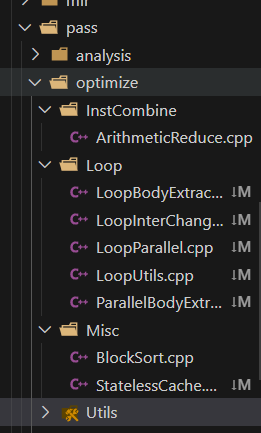 mir
pass
analysis
optimize
InstCombine
ArithmeticReduce.cpp
Loop
LoopBodyExtrac... ↓M
LoopInterChang... ↓M
LoopParallel.cpp ↓M
LoopUtils.cpp ↓M
ParallelBodyExtr... ↓M
Misc
BlockSort.cpp
StatelessCache.... ↓M
Utils